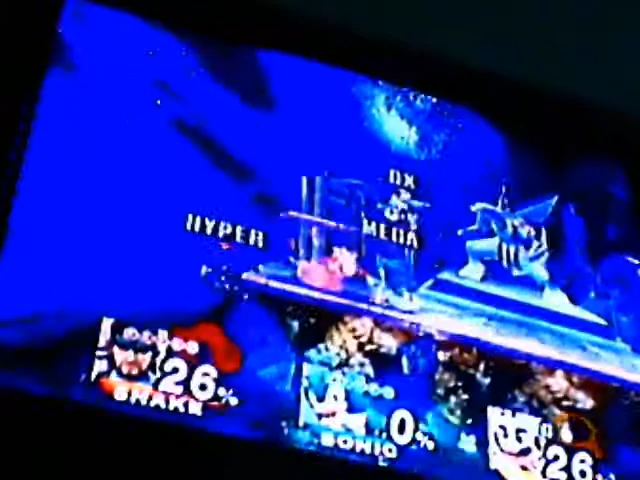 DX
MEGA
HYPER
26%
SNAKE
0%
SONIC
26%